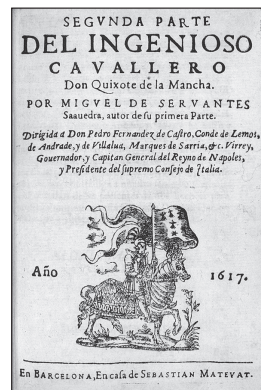 SEGVNDA PARTE
DEL INGENIOSO
CAVALLERO
Don Quixote de la Mancha.
POR MIGVEL DE SERVANTES
Saauedra, autor de su primera Parte.
Dirigida a Don Pedro Fernandez de Castro, Conde de Lemos,
de Andrade, y de Villalua, Marques de Sarria, &c. Virrey,
Gouernador, y Capitan General del Reyno de Napoles,
y Presidente del supremo Consejo de Italia.
Año 1617.
En BARCELONA, En casa de SEBASTIAN MATEVAT.